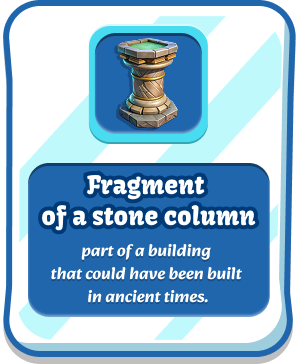 Fragment
of a stone column
part of a building
that could have been built
in ancient times.